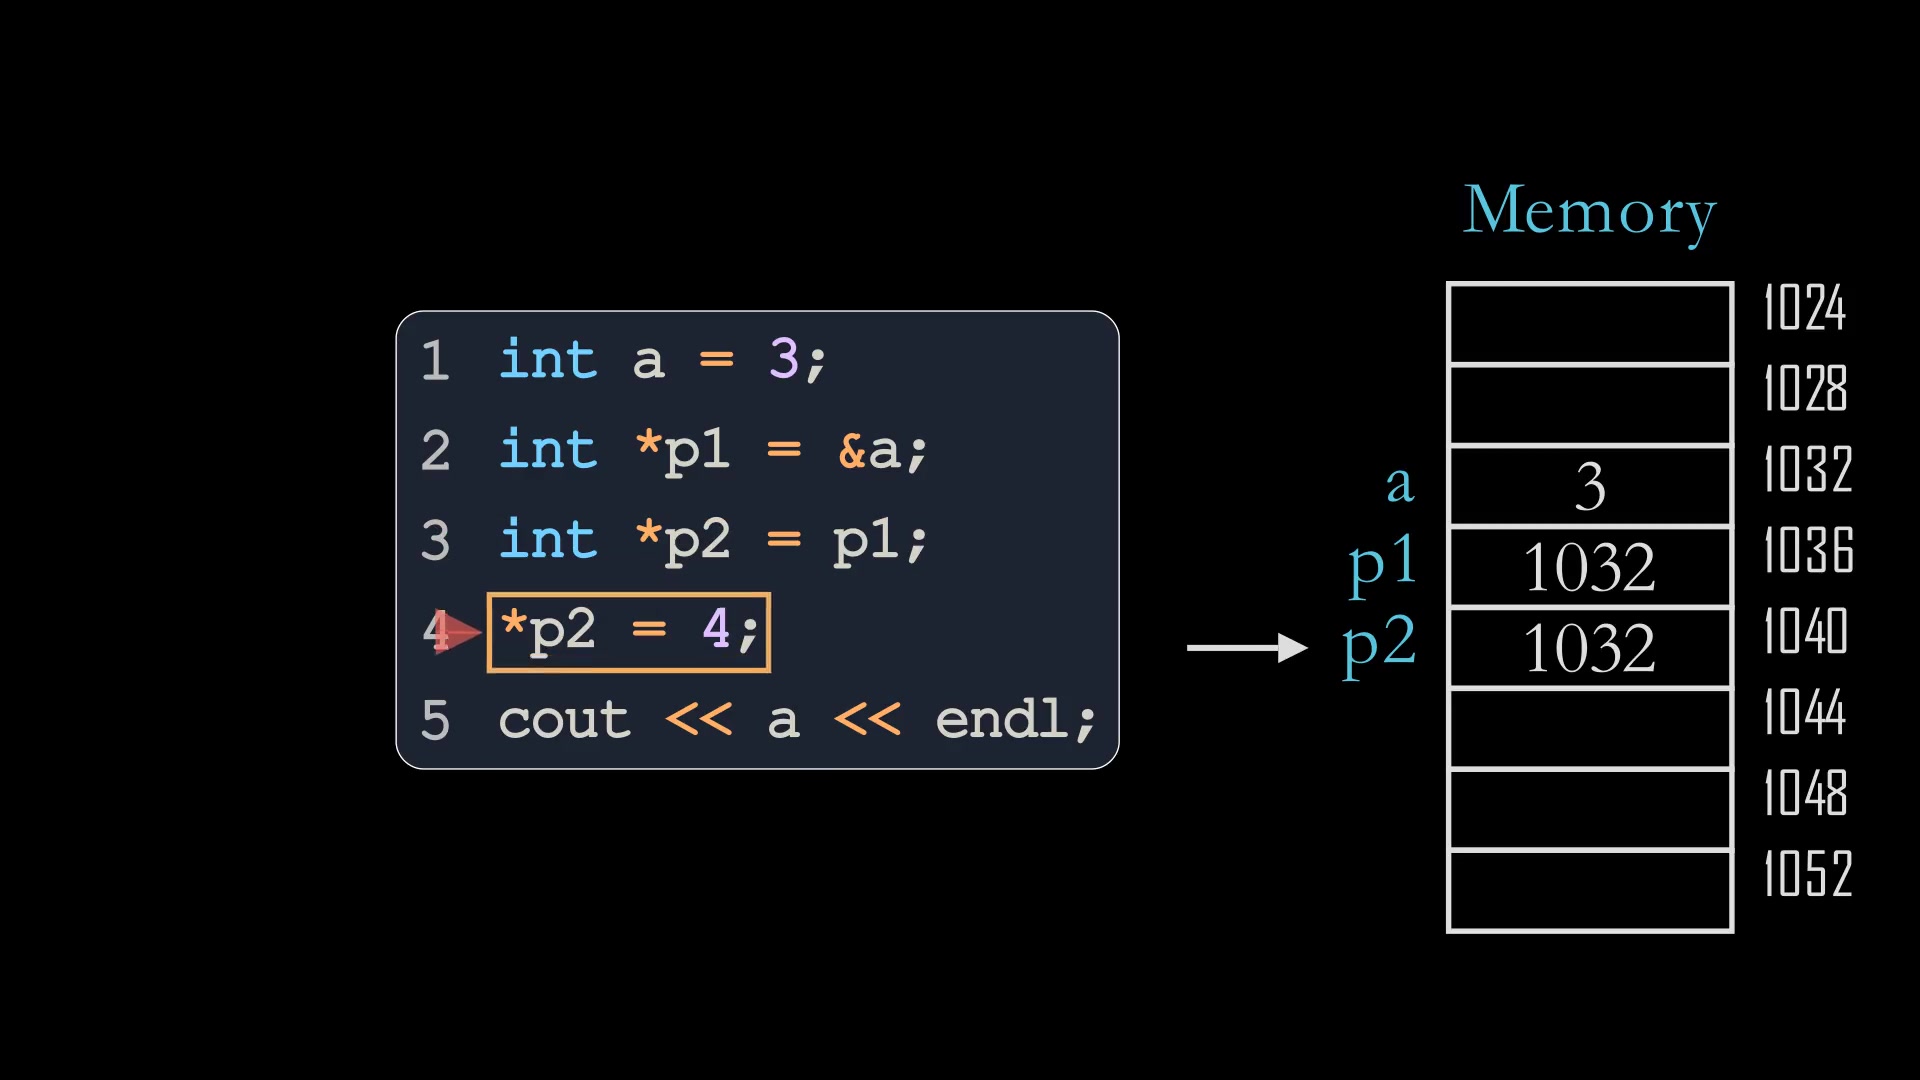 1 int a = 3;
2 int *p1 = &a;
3 int *p2 = p1;
4 *p2 = 4;
5 cout << a << endl;
Memory
1024
1028
a 3 1032
p1 1032 1036
p2 1032 1040
1044
1048
1052